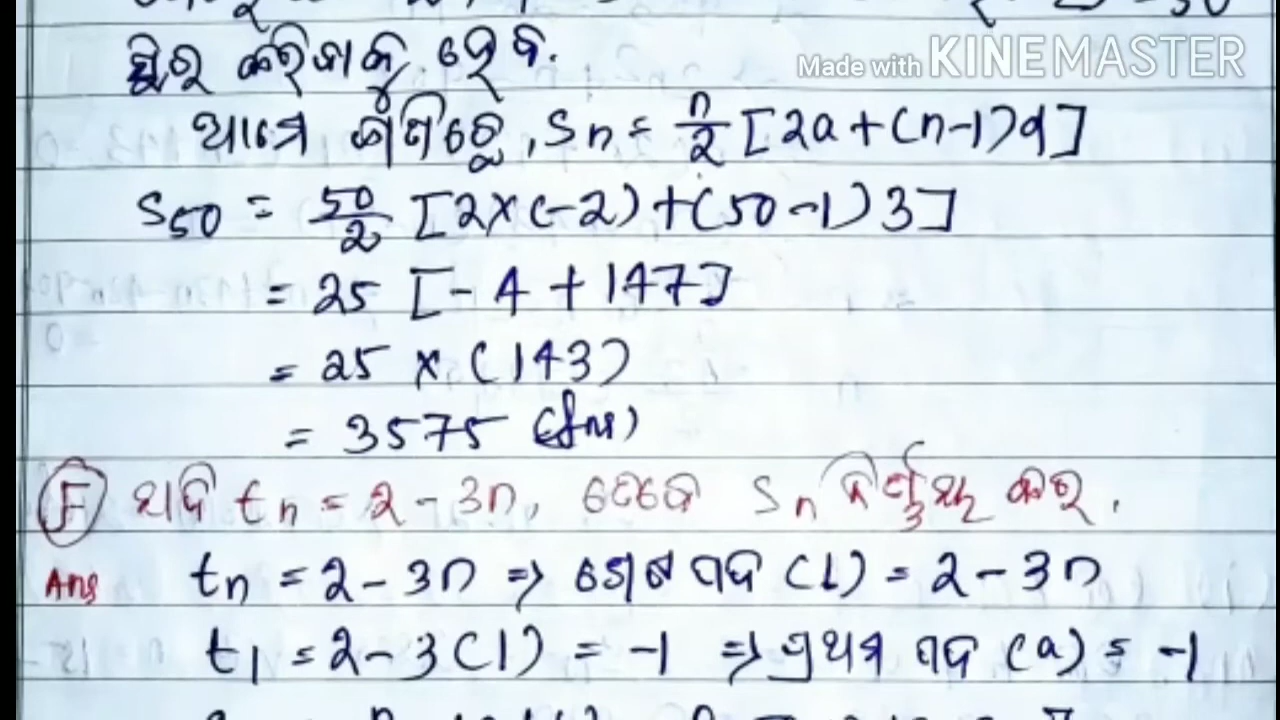 ସ୍ଥିର କରିବାକୁ ହେବ.
Made with KINEMASTER
ଆମେ ଜାଣିଛୁ, Sn = n/2 [2a + (n-1)d]
S50 = 50/2 [2×(-2) + (50-1)3]
= 25 [-4 + 147]
= 25 × (143)
= 3575 (Ans)
F ଯଦି tn = 2-3n, ତେବେ Sn ନିର୍ଣ୍ଣୟ କର.
Ans tn = 2-3n ⇒ ଶେଷ ପଦ (l) = 2-3n
t1 = 2-3(1) = -1 ⇒ ପ୍ରଥମ ପଦ (a) = -1